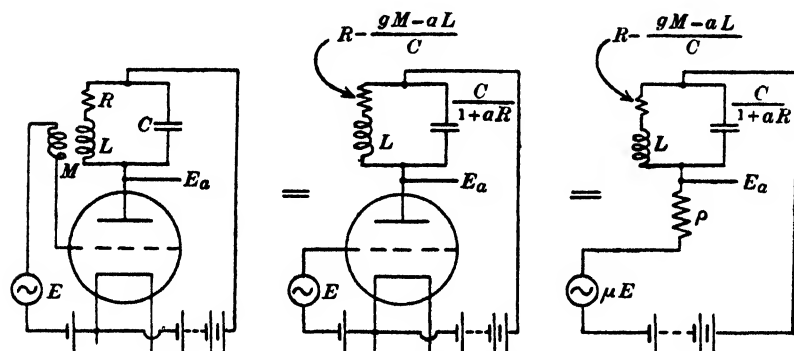 R - gM - aL / C
R - gM - aL / C
R
C
L
M
E_a
E
=
C / 1 + aR
L
E_a
E
=
C / 1 + aR
L
E_a
ρ
μE